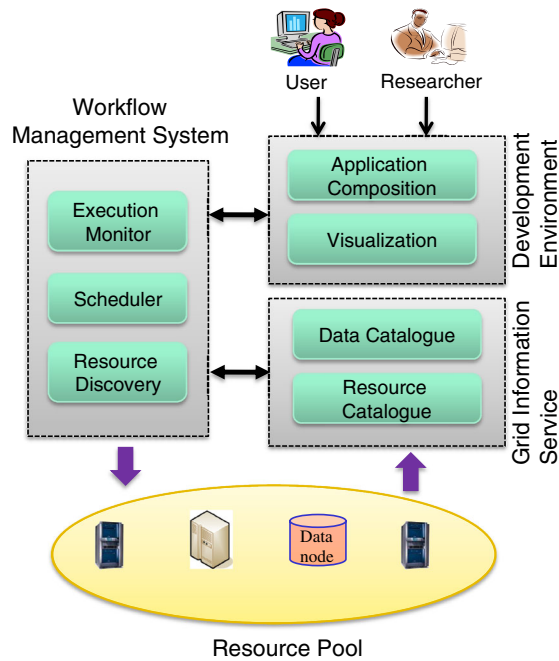 User
Researcher
Workflow
Management System
Application
Composition
Visualization
Development
Environment
Execution
Monitor
Scheduler
Resource
Discovery
Data Catalogue
Resource
Catalogue
Grid Information
Service
Data
node
Resource Pool